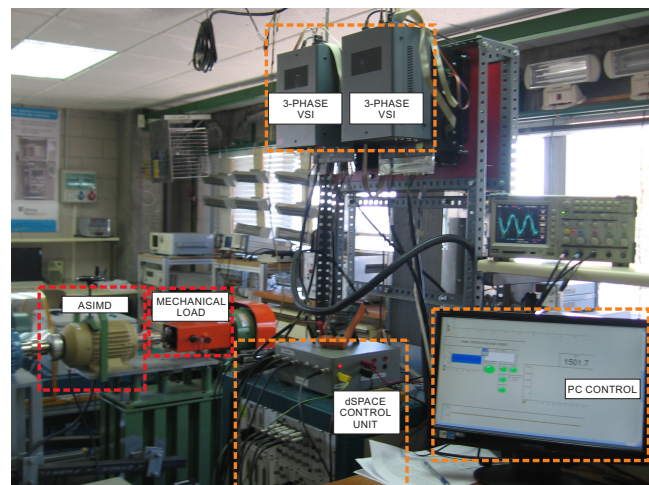 3-PHASE
VSI
3-PHASE
VSI
ASIMD
MECHANICAL
LOAD
1501.7
PC CONTROL
dSPACE
CONTROL
UNIT